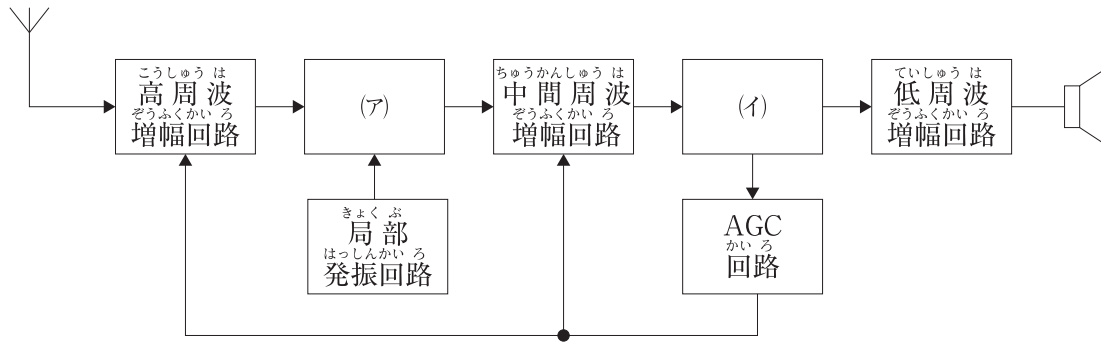 こうしゅう は
高周波
ぞうふくかい ろ
増幅回路
(ア)
ちゅうかんしゅう は
中間周波
ぞうふくかい ろ
増幅回路
(イ)
ていしゅう は
低周波
ぞうふくかい ろ
増幅回路
きょく ぶ
局部
はっしんかい ろ
発振回路
AGC
かい ろ
回路